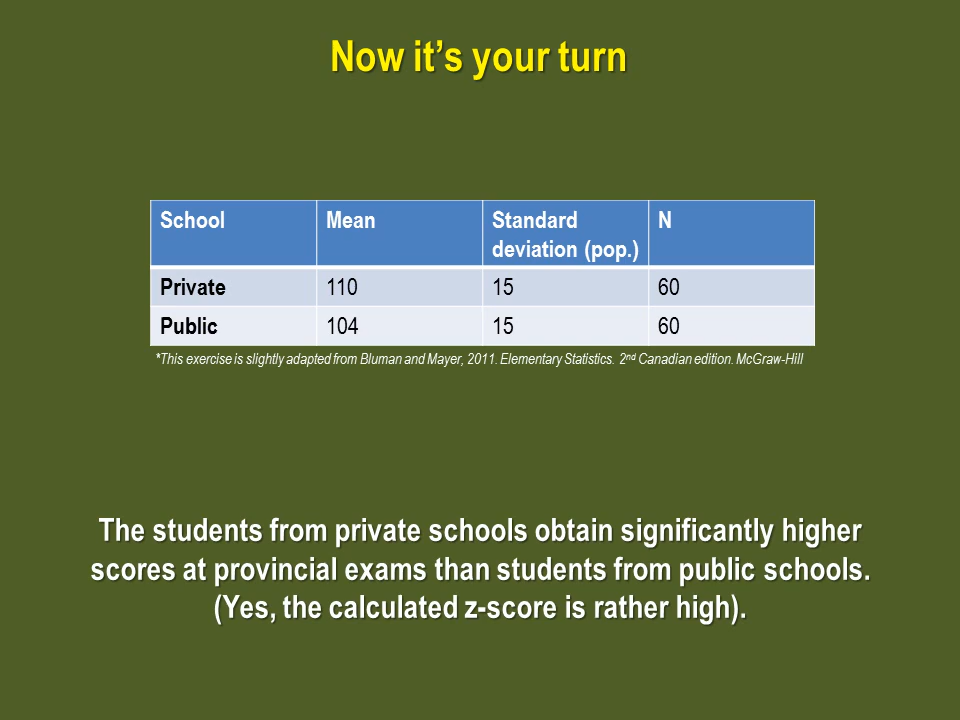 Now it’s your turn
School Mean Standard deviation (pop.) N
Private 110 15 60
Public 104 15 60
*This exercise is slightly adapted from Bluman and Mayer, 2011. Elementary Statistics. 2nd Canadian edition. McGraw-Hill
The students from private schools obtain significantly higher
scores at provincial exams than students from public schools.
(Yes, the calculated z-score is rather high).